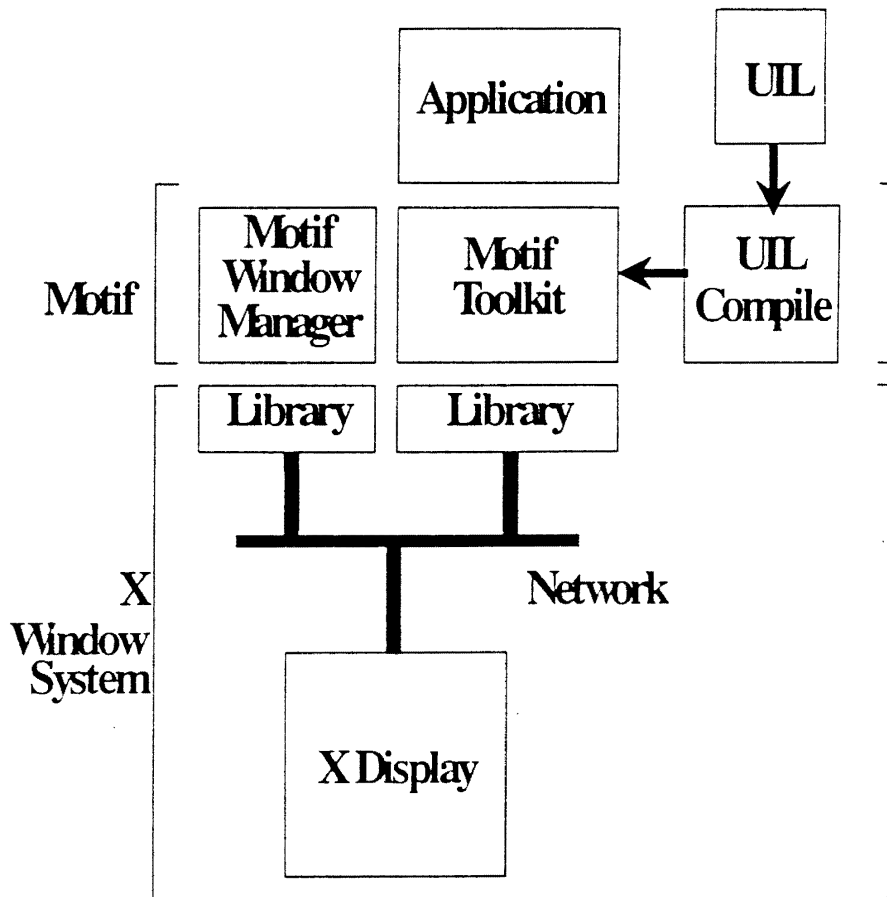 Application
UIL
Motif
Motif
Window
Manager
Motif
Toolkit
UIL
Compile
Library
Library
Network
X
Window
System
X Display